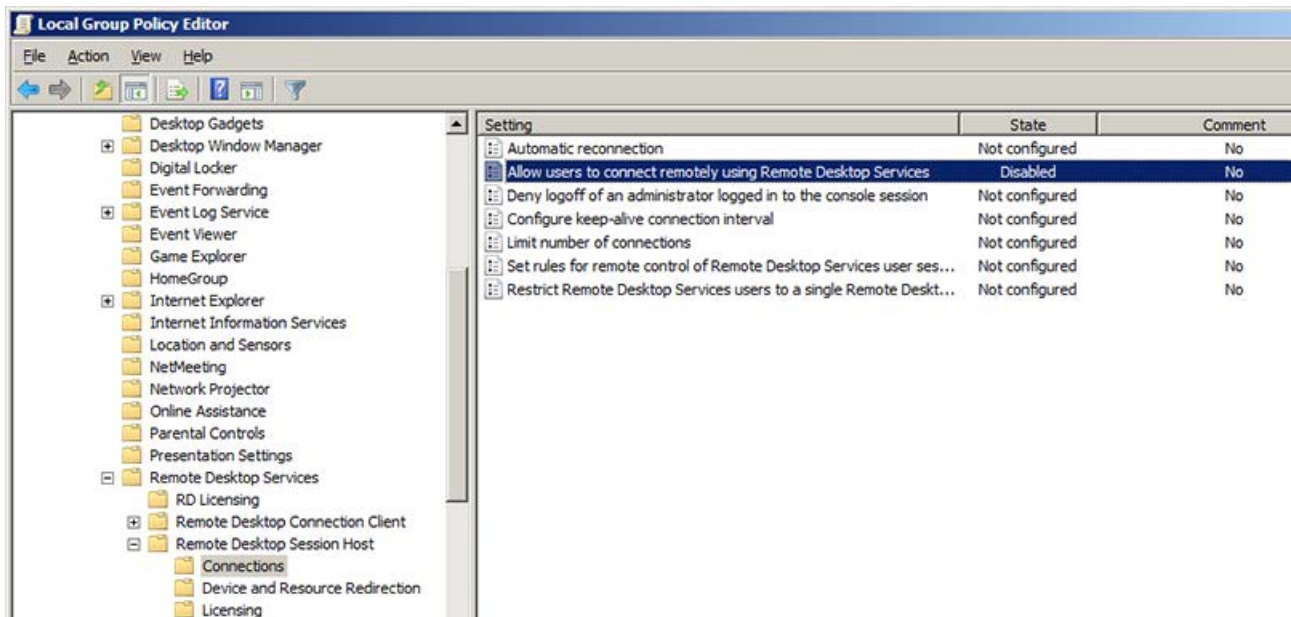 Local Group Policy Editor
File Action View Help
Desktop Gadgets
Desktop Window Manager
Digital Locker
Event Forwarding
Event Log Service
Event Viewer
Game Explorer
HomeGroup
Internet Explorer
Internet Information Services
Location and Sensors
NetMeeting
Network Projector
Online Assistance
Parental Controls
Presentation Settings
Remote Desktop Services
RD Licensing
Remote Desktop Connection Client
Remote Desktop Session Host
Connections
Device and Resource Redirection
Licensing
Setting State Comment
Automatic reconnection Not configured No
Allow users to connect remotely using Remote Desktop Services Disabled No
Deny logoff of an administrator logged in to the console session Not configured No
Configure keep-alive connection interval Not configured No
Limit number of connections Not configured No
Set rules for remote control of Remote Desktop Services user ses... Not configured No
Restrict Remote Desktop Services users to a single Remote Deskt... Not configured No